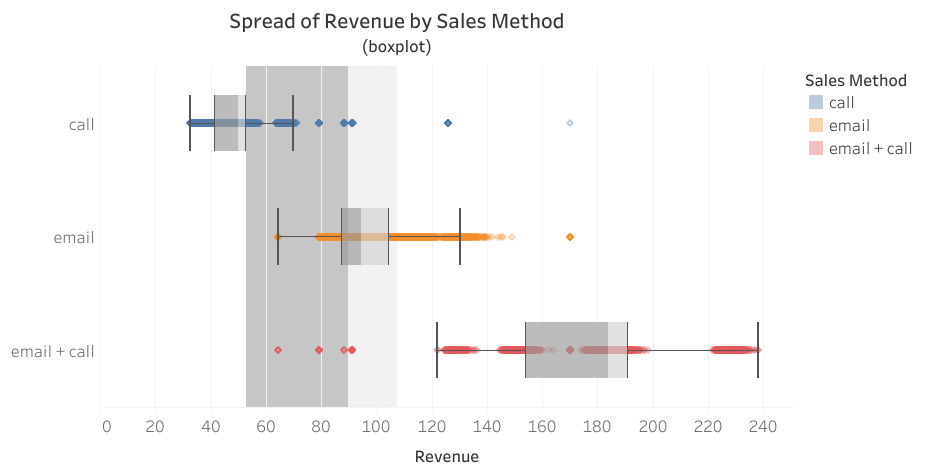 Spread of Revenue by Sales Method
(boxplot)
Sales Method
call
email
email + call
call
email
email + call
0 20 40 60 80 100 120 140 160 180 200 220 240
Revenue